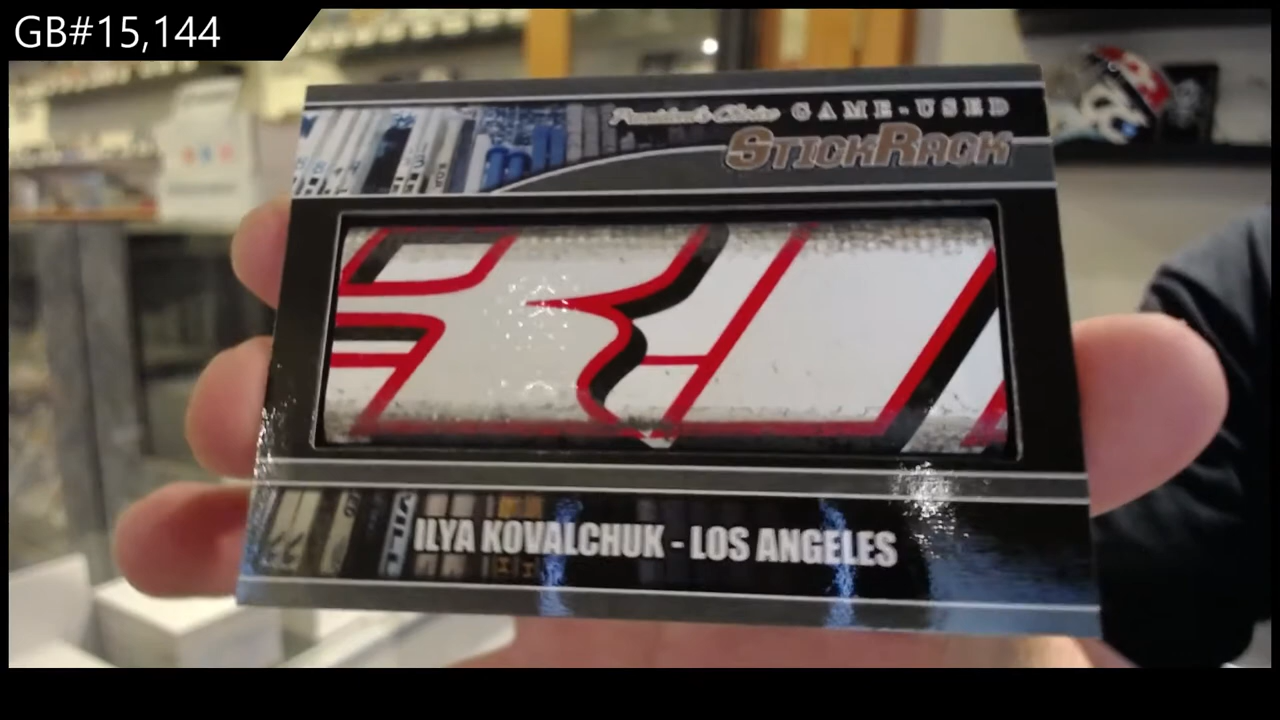 GB#15,144
President's Choice GAME-USED
STICKRACK
ILYA KOVALCHUK - LOS ANGELES